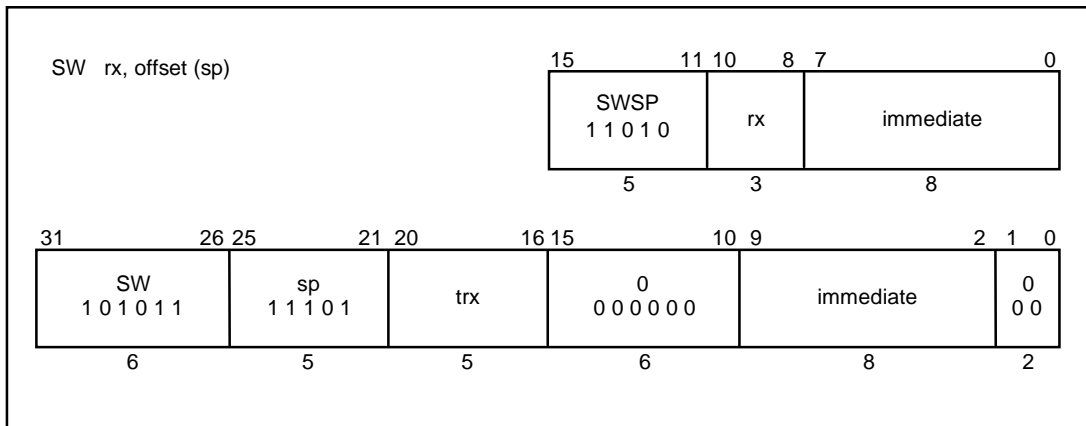 SW rx, offset (sp)
15 11 10 8 7 0
SWSP rx immediate
1 1 0 1 0
5 3 8
31 26 25 21 20 16 15 10 9 2 1 0
SW sp trx 0 immediate 0
1 0 1 0 1 1 1 1 1 0 1 0 0 0 0 0 0 0 0
6 5 5 6 8 2